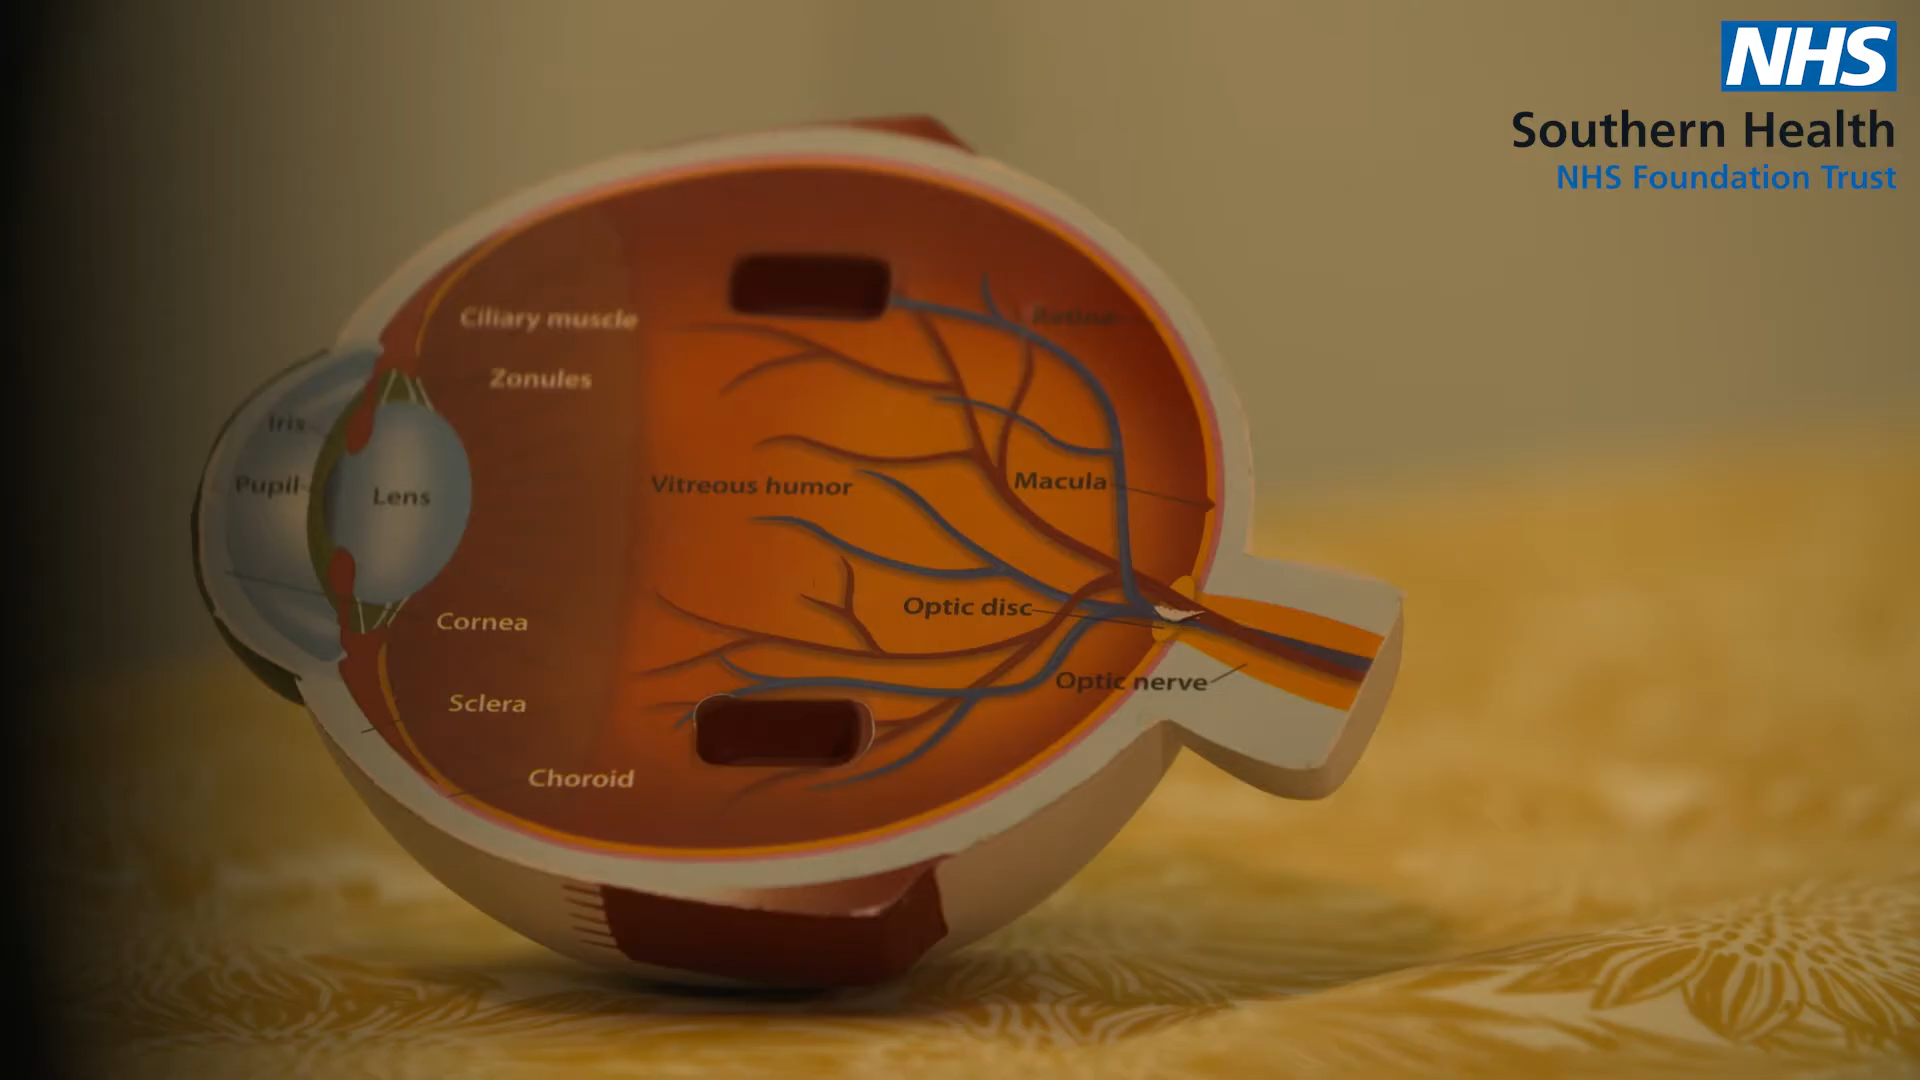 NHS
Southern Health
NHS Foundation Trust
Ciliary muscle
Retina
Zonules
Iris
Pupil
Lens
Vitreous humor
Macula
Optic disc
Cornea
Optic nerve
Sclera
Choroid